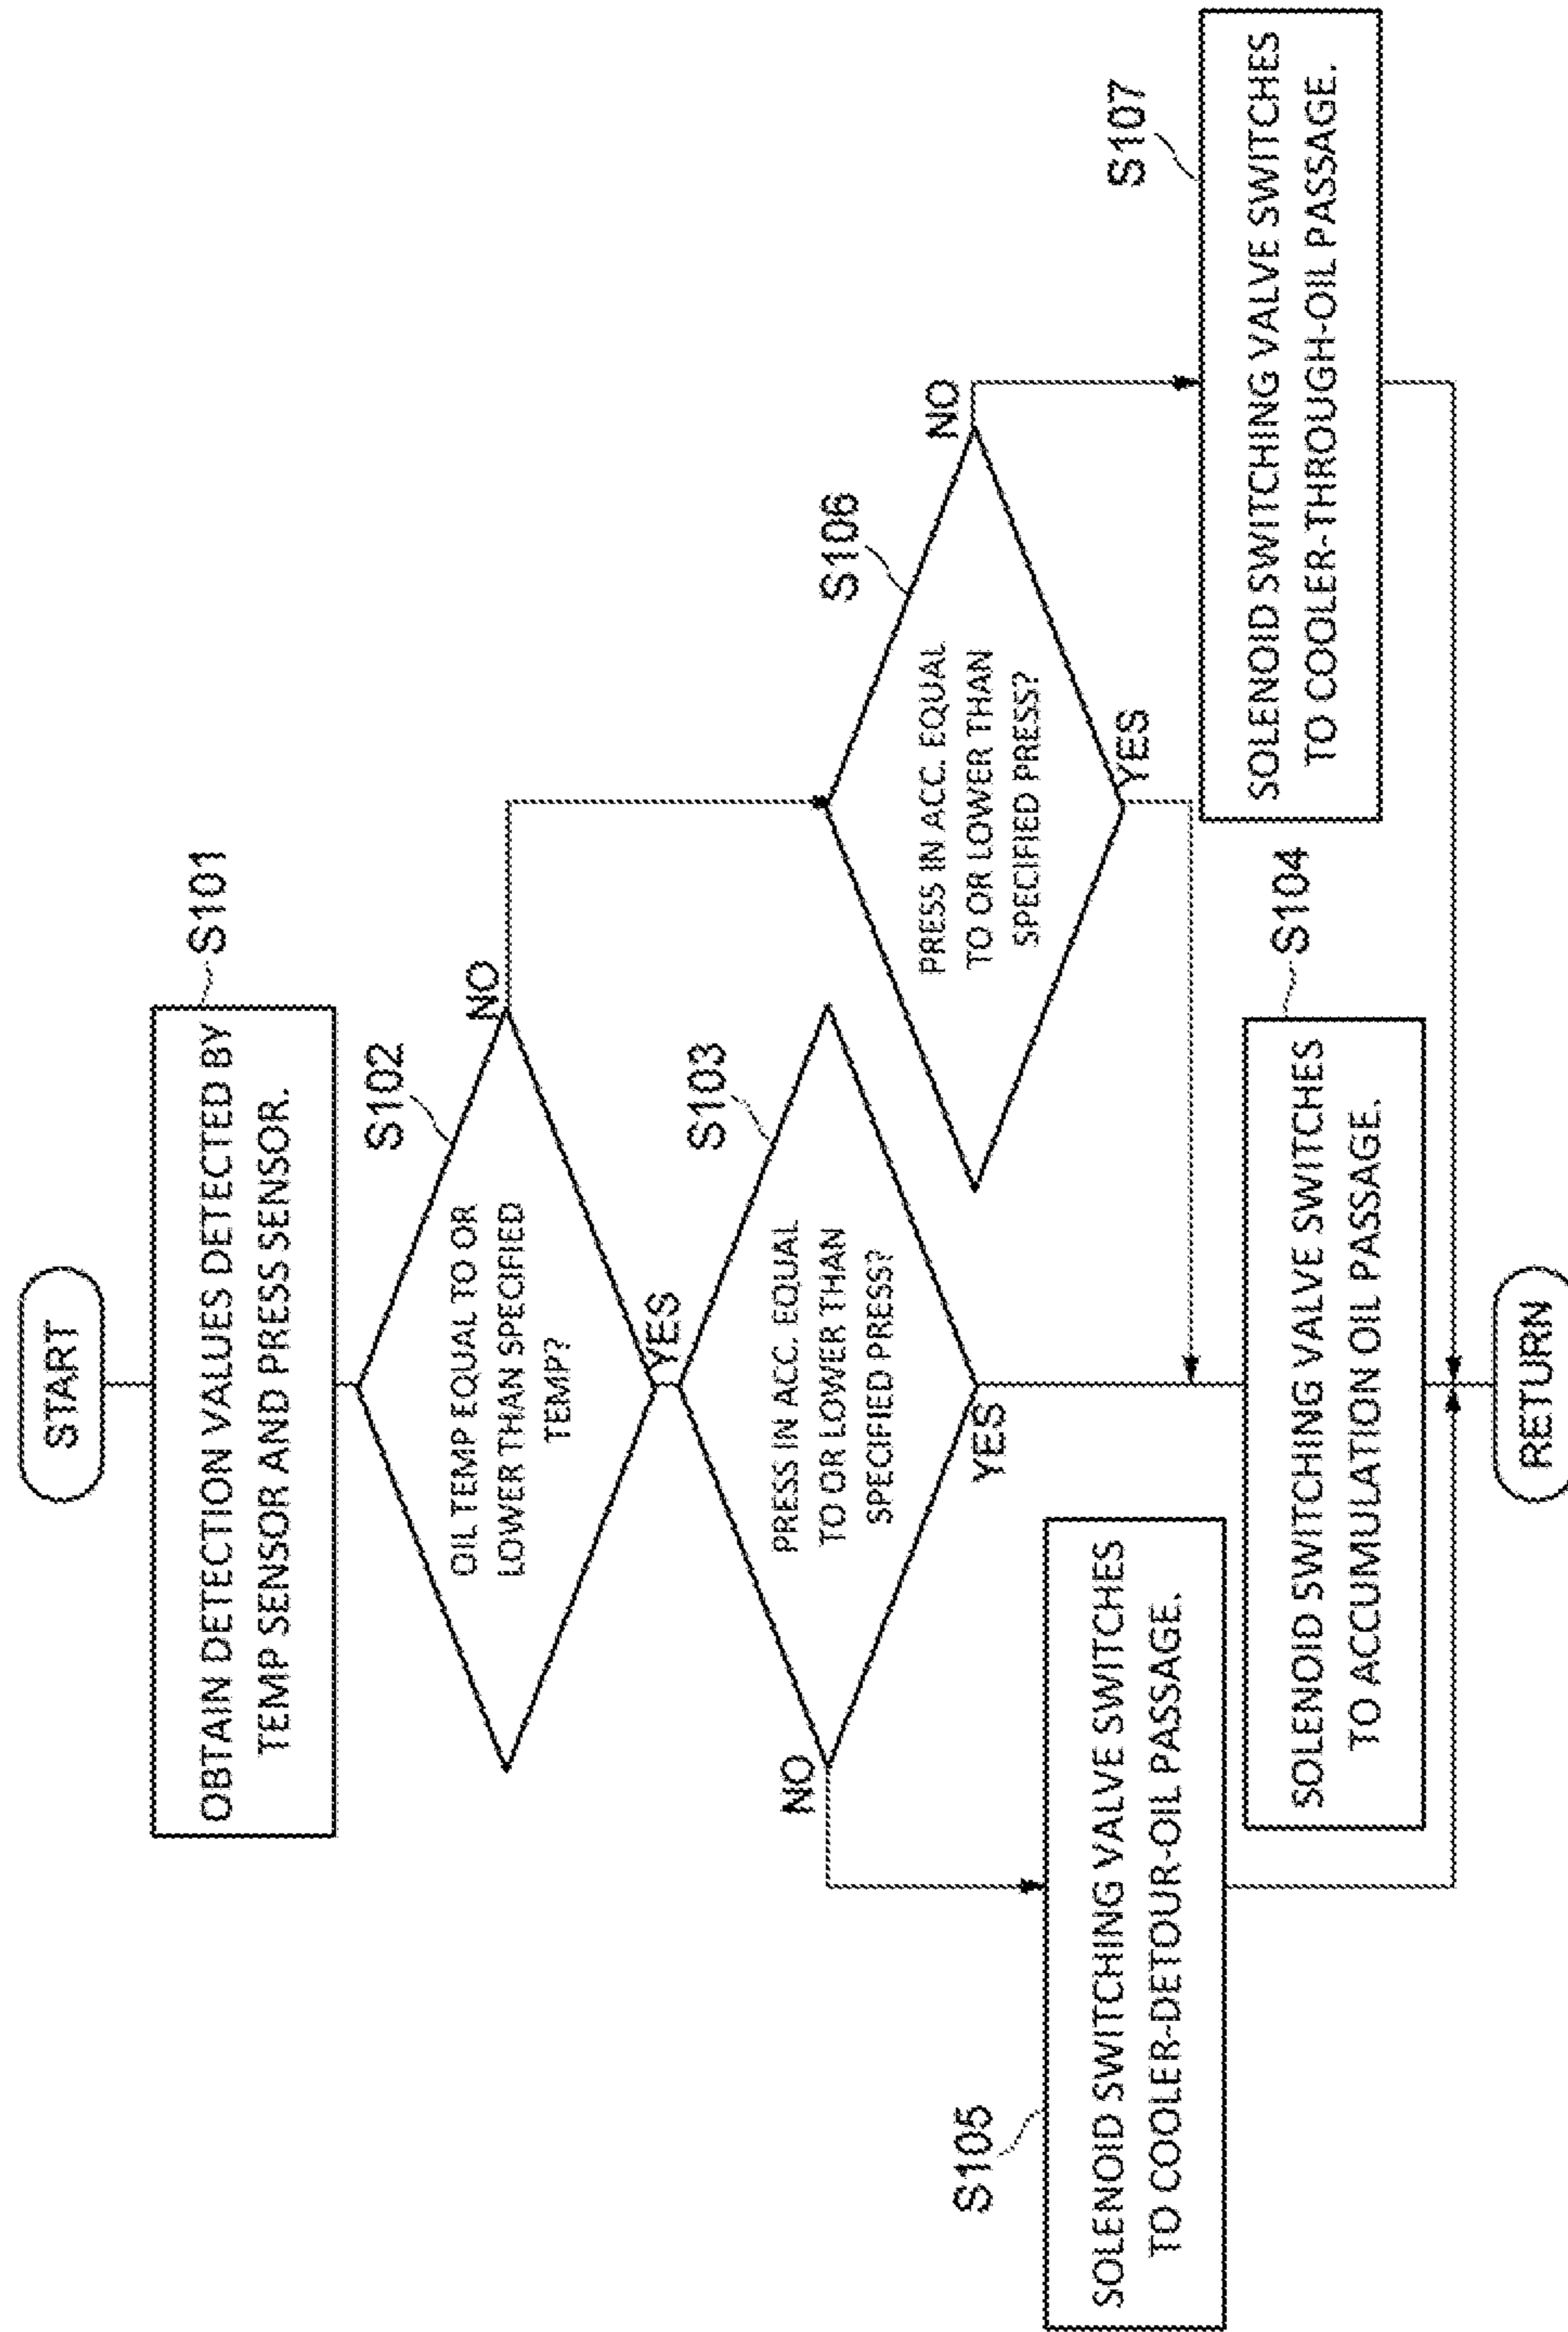 START
OBTAIN DETECTION VALUES DETECTED BY
TEMP SENSOR AND PRESS SENSOR.
S101
OIL TEMP EQUAL TO OR
LOWER THAN SPECIFIED
TEMP?
S102
NO
YES
PRESS IN ACC. EQUAL
TO OR LOWER THAN
SPECIFIED PRESS?
S103
NO
YES
PRESS IN ACC. EQUAL
TO OR LOWER THAN
SPECIFIED PRESS?
S106
NO
YES
S105
SOLENOID SWITCHING VALVE SWITCHES
TO COOLER-DETOUR-OIL PASSAGE.
SOLENOID SWITCHING VALVE SWITCHES
TO ACCUMULATION OIL PASSAGE.
S104
SOLENOID SWITCHING VALVE SWITCHES
TO COOLER-THROUGH-OIL PASSAGE.
S107
RETURN